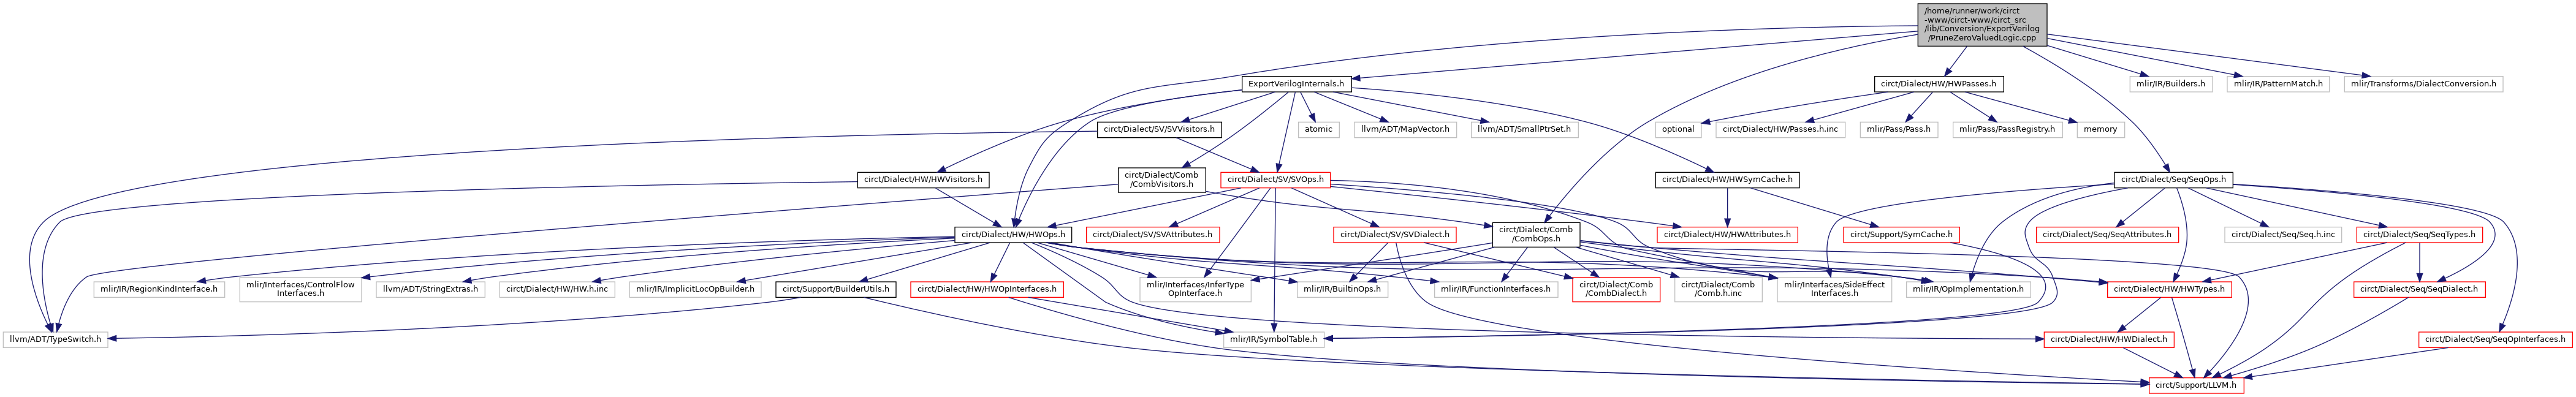 /home/runner/work/circt
-www/circt-www/circt_src
/lib/Conversion/ExportVerilog
/PruneZeroValuedLogic.cpp
ExportVerilogInternals.h
circt/Dialect/HW/HWPasses.h
mlir/IR/Builders.h
mlir/IR/PatternMatch.h
mlir/Transforms/DialectConversion.h
circt/Dialect/SV/SVVisitors.h
atomic
llvm/ADT/MapVector.h
llvm/ADT/SmallPtrSet.h
optional
circt/Dialect/HW/Passes.h.inc
mlir/Pass/Pass.h
mlir/Pass/PassRegistry.h
memory
circt/Dialect/HW/HWVisitors.h
circt/Dialect/Comb
/CombVisitors.h
circt/Dialect/SV/SVOps.h
circt/Dialect/HW/HWSymCache.h
circt/Dialect/Seq/SeqOps.h
circt/Dialect/HW/HWOps.h
circt/Dialect/SV/SVAttributes.h
circt/Dialect/SV/SVDialect.h
circt/Dialect/Comb
/CombOps.h
circt/Dialect/HW/HWAttributes.h
circt/Support/SymCache.h
circt/Dialect/Seq/SeqAttributes.h
circt/Dialect/Seq/Seq.h.inc
circt/Dialect/Seq/SeqTypes.h
mlir/IR/RegionKindInterface.h
mlir/Interfaces/ControlFlow
Interfaces.h
llvm/ADT/StringExtras.h
circt/Dialect/HW/HW.h.inc
mlir/IR/ImplicitLocOpBuilder.h
circt/Support/BuilderUtils.h
circt/Dialect/HW/HWOpInterfaces.h
mlir/Interfaces/InferType
OpInterface.h
mlir/IR/BuiltinOps.h
mlir/IR/FunctionInterfaces.h
circt/Dialect/Comb
/CombDialect.h
circt/Dialect/Comb
/Comb.h.inc
mlir/Interfaces/SideEffect
Interfaces.h
mlir/IR/OpImplementation.h
circt/Dialect/HW/HWTypes.h
circt/Dialect/Seq/SeqDialect.h
llvm/ADT/TypeSwitch.h
mlir/IR/SymbolTable.h
circt/Dialect/HW/HWDialect.h
circt/Dialect/Seq/SeqOpInterfaces.h
circt/Support/LLVM.h